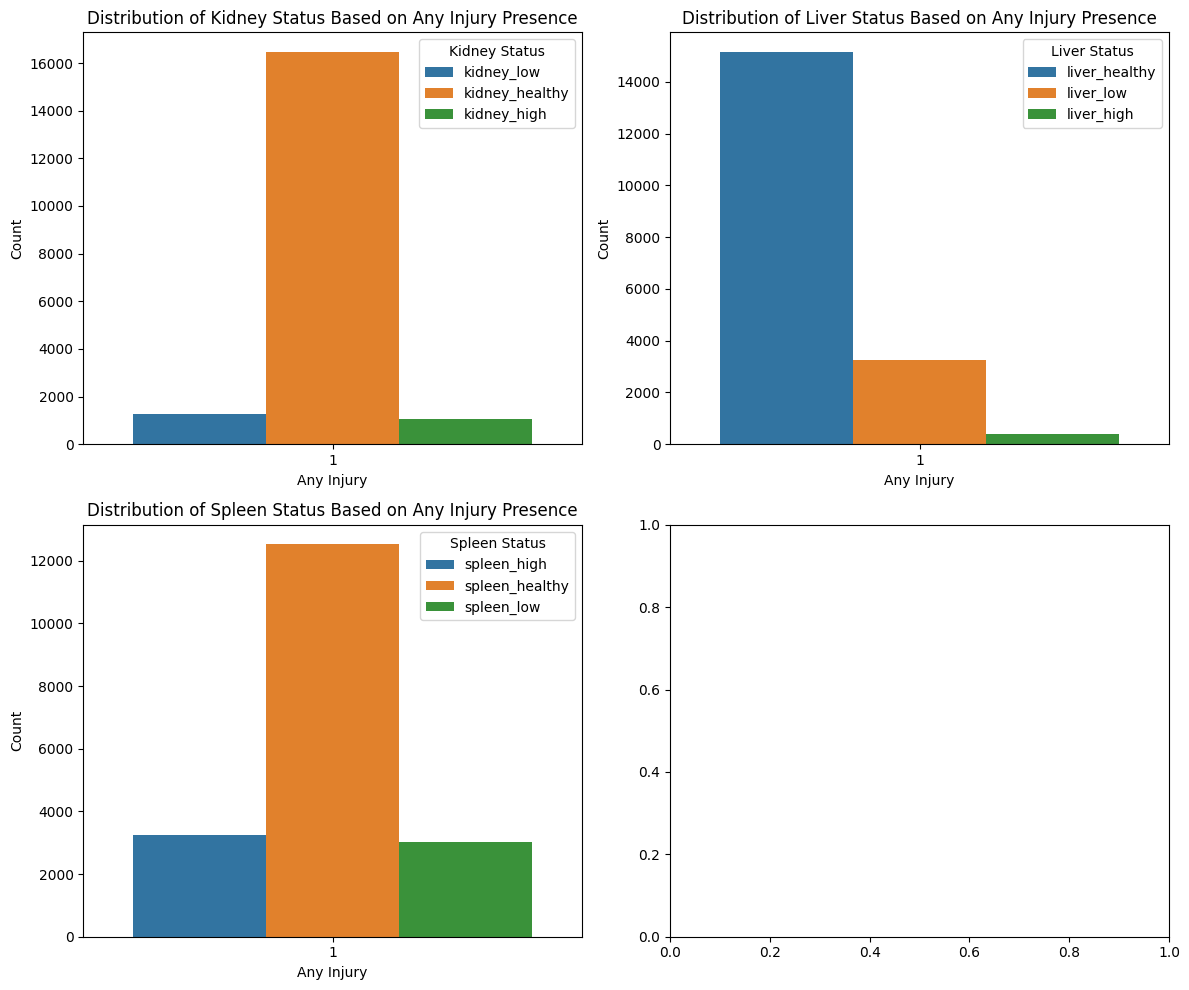 Distribution of Kidney Status Based on Any Injury Presence
Kidney Status
kidney_low
kidney_healthy
kidney_high
16000
14000
12000
10000
8000
6000
4000
2000
0
Count
1
Any Injury
Distribution of Liver Status Based on Any Injury Presence
Liver Status
liver_healthy
liver_low
liver_high
14000
12000
10000
8000
6000
4000
2000
0
Count
1
Any Injury
Distribution of Spleen Status Based on Any Injury Presence
Spleen Status
spleen_high
spleen_healthy
spleen_low
12000
10000
8000
6000
4000
2000
0
Count
1
Any Injury
1.0
0.8
0.6
0.4
0.2
0.0
0.0 0.2 0.4 0.6 0.8 1.0